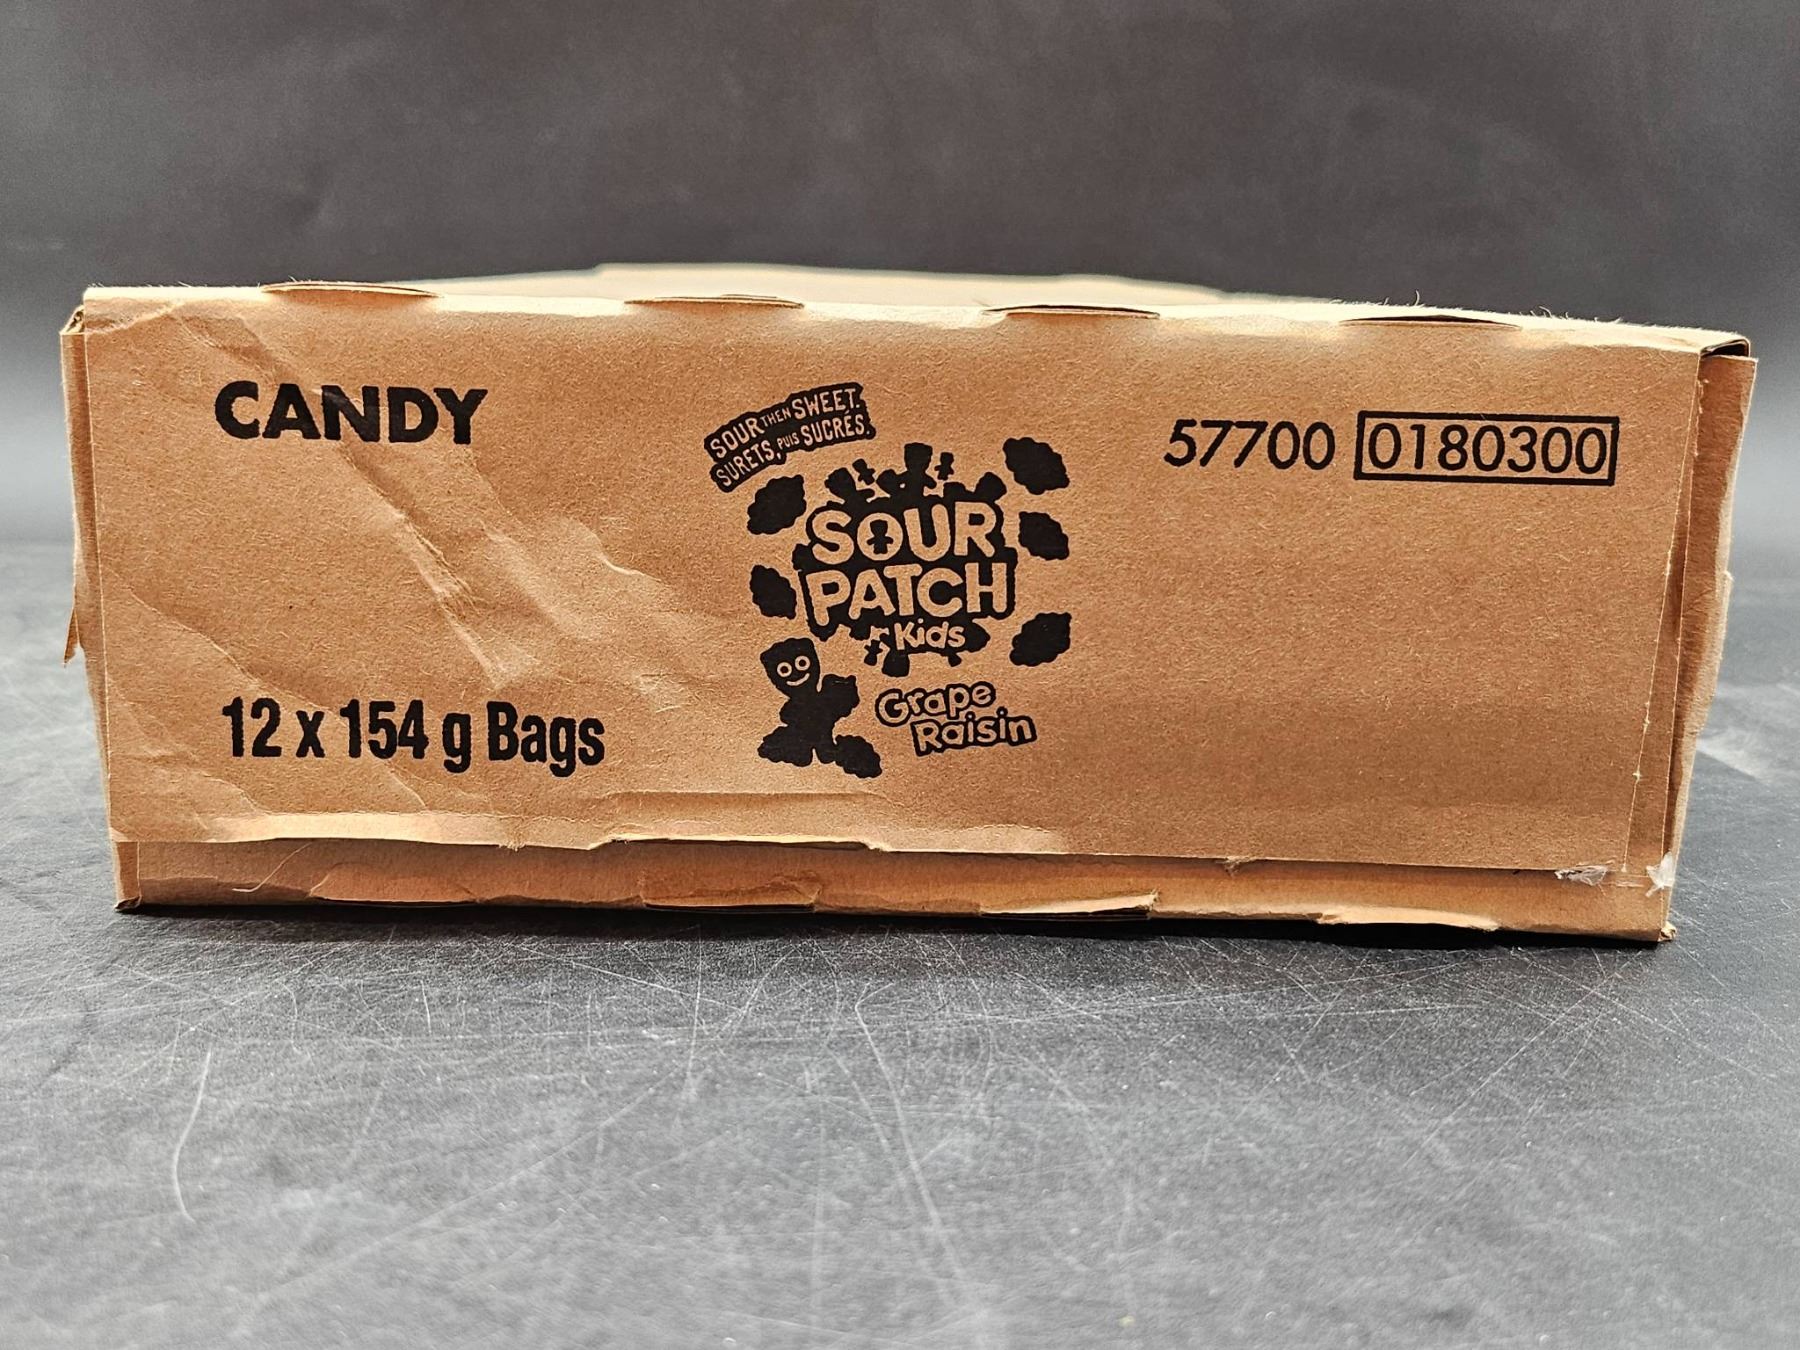 CANDY
SOUR THEN SWEET.
SURETS, PUIS SUCRÉS.
57700 0180300
SOUR
PATCH
Kids
Grape
Raisin
12 x 154 g Bags